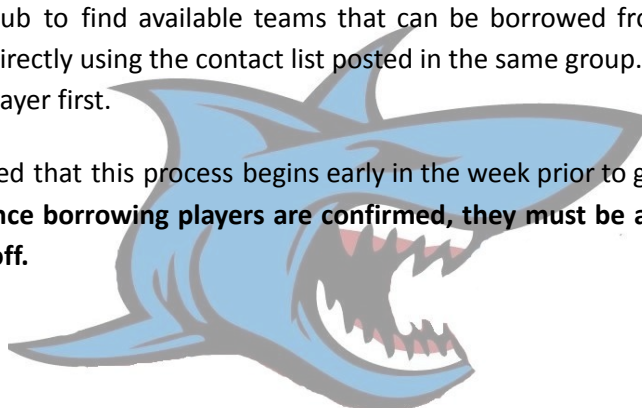 ub to find available teams that can be borrowed fro
irectly using the contact list posted in the same group.
ayer first.
ed that this process begins early in the week prior to g
nce borrowing players are confirmed, they must be a
off.